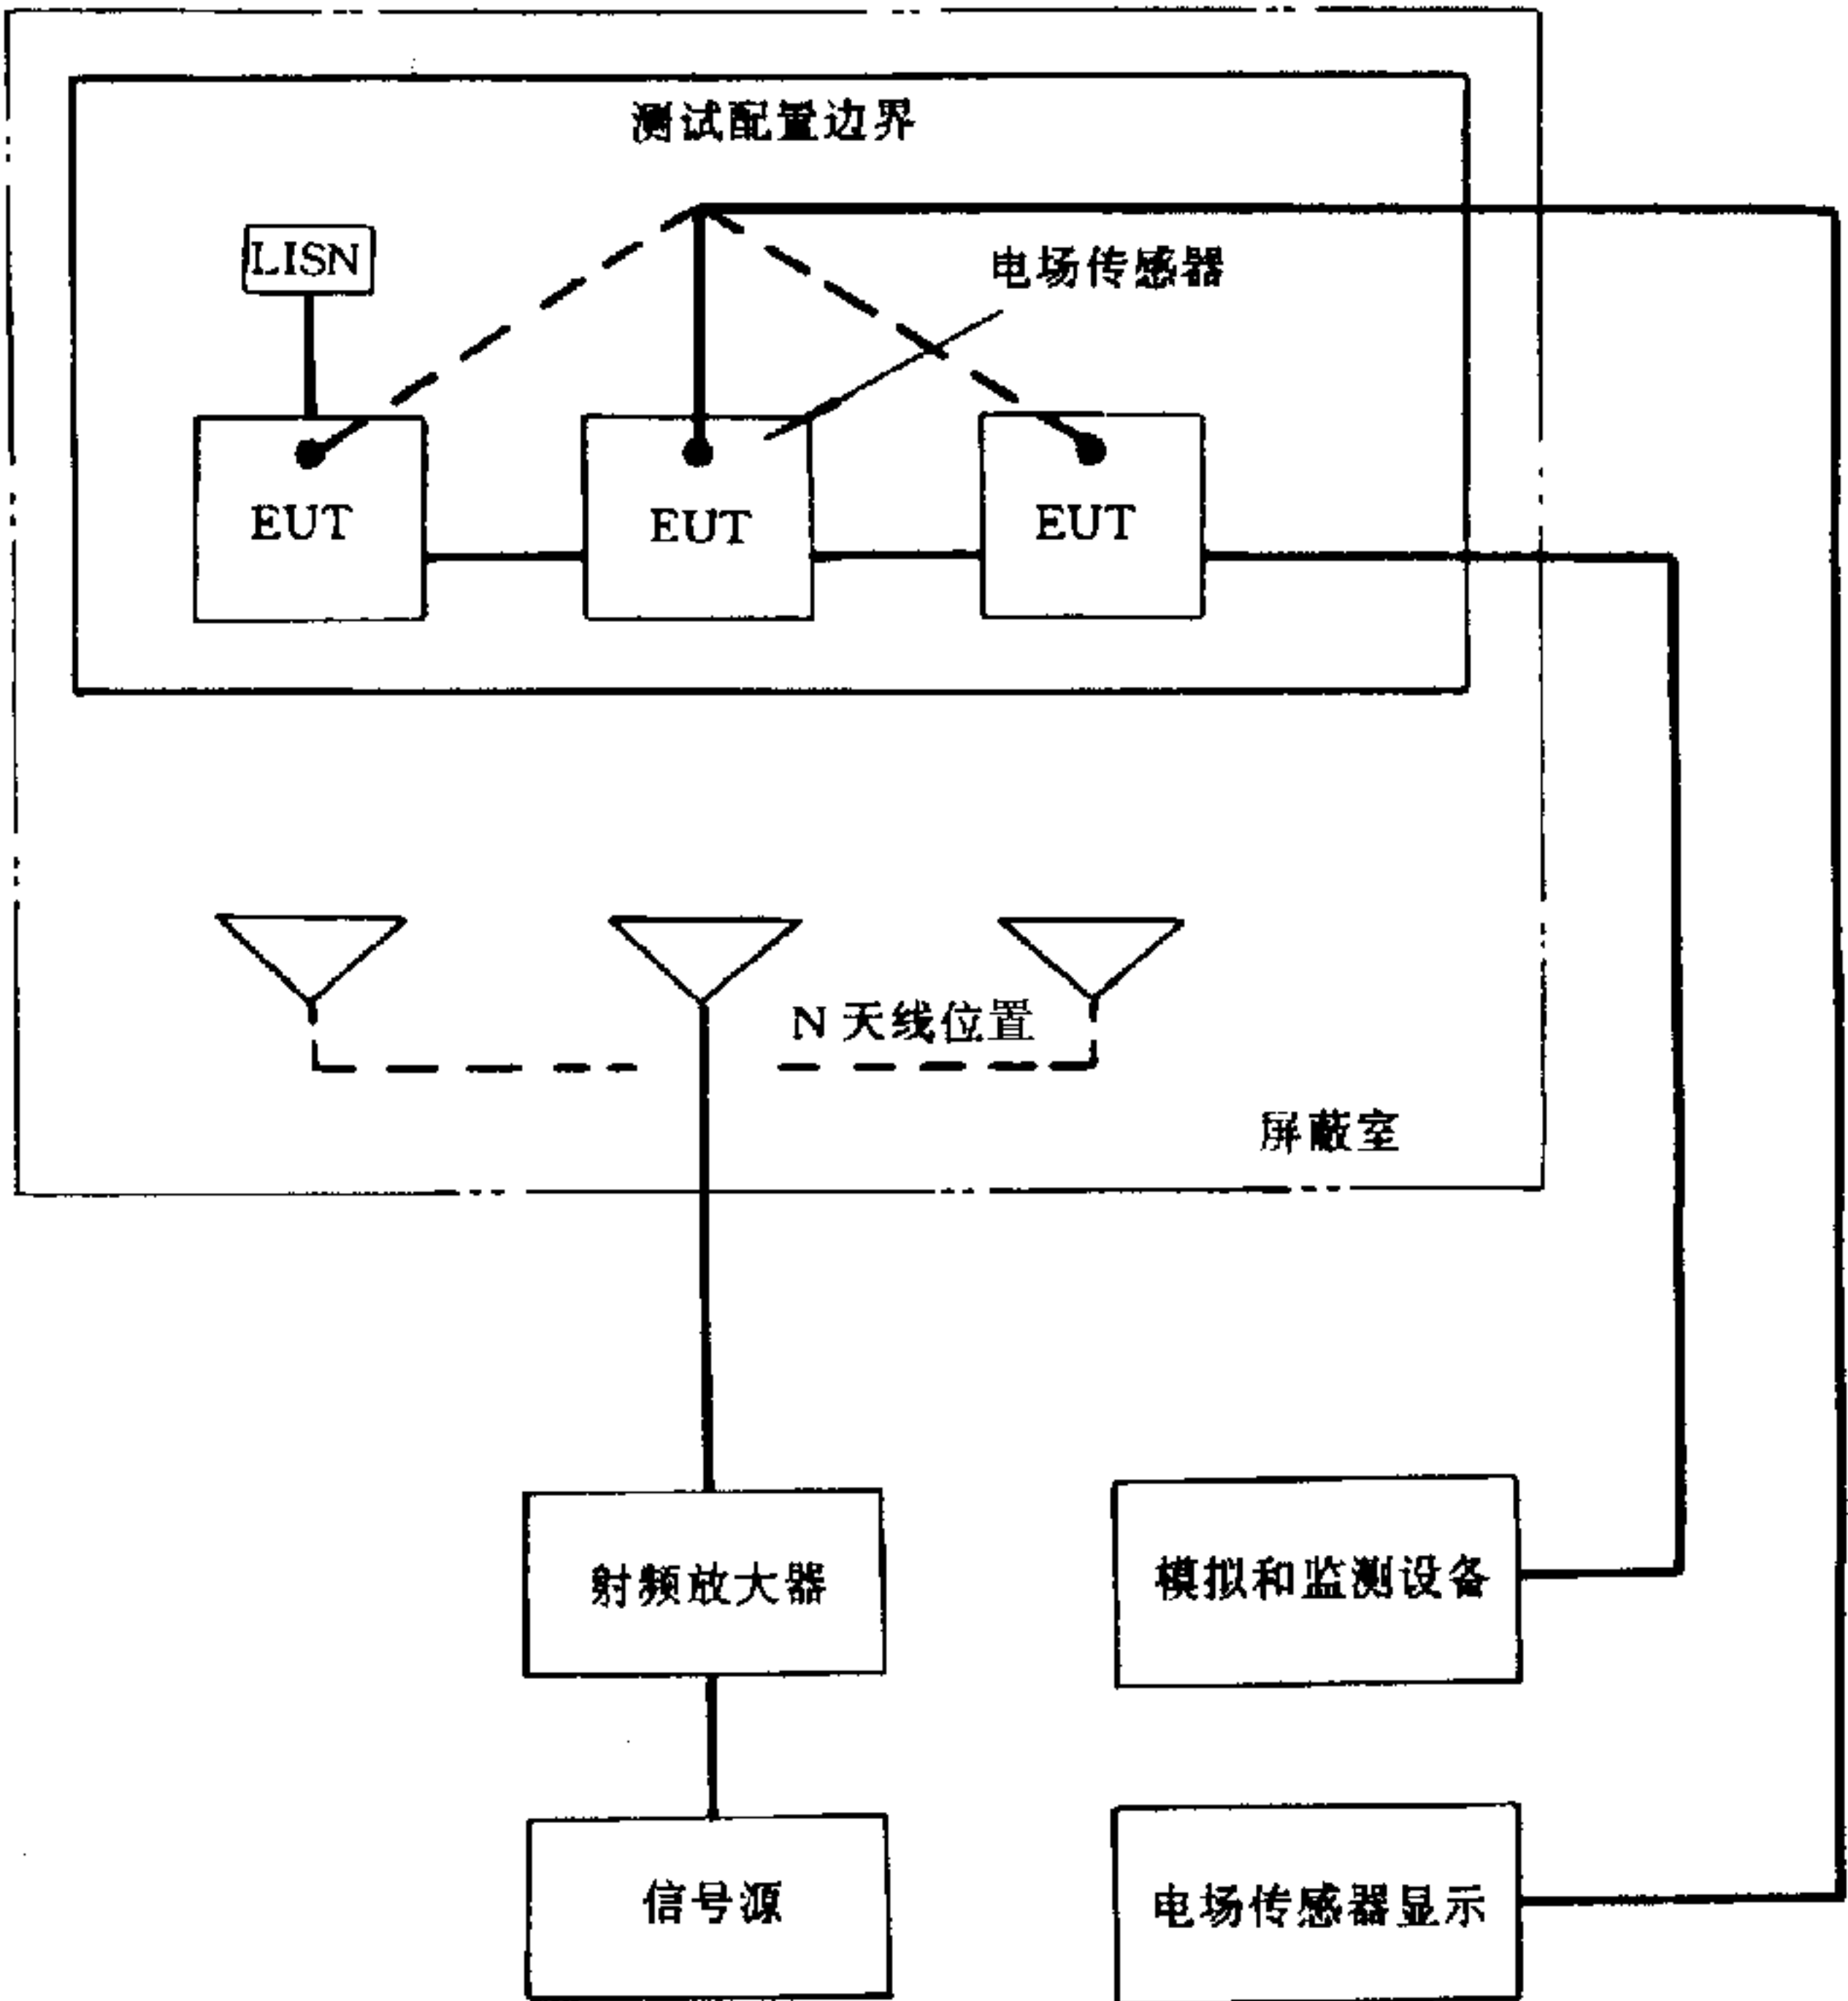 测试配置边界
LISN
电场传感器
EUT
EUT
EUT
N 天线位置
屏蔽室
射频放大器
模拟和监测设备
信号源
电场传感器显示